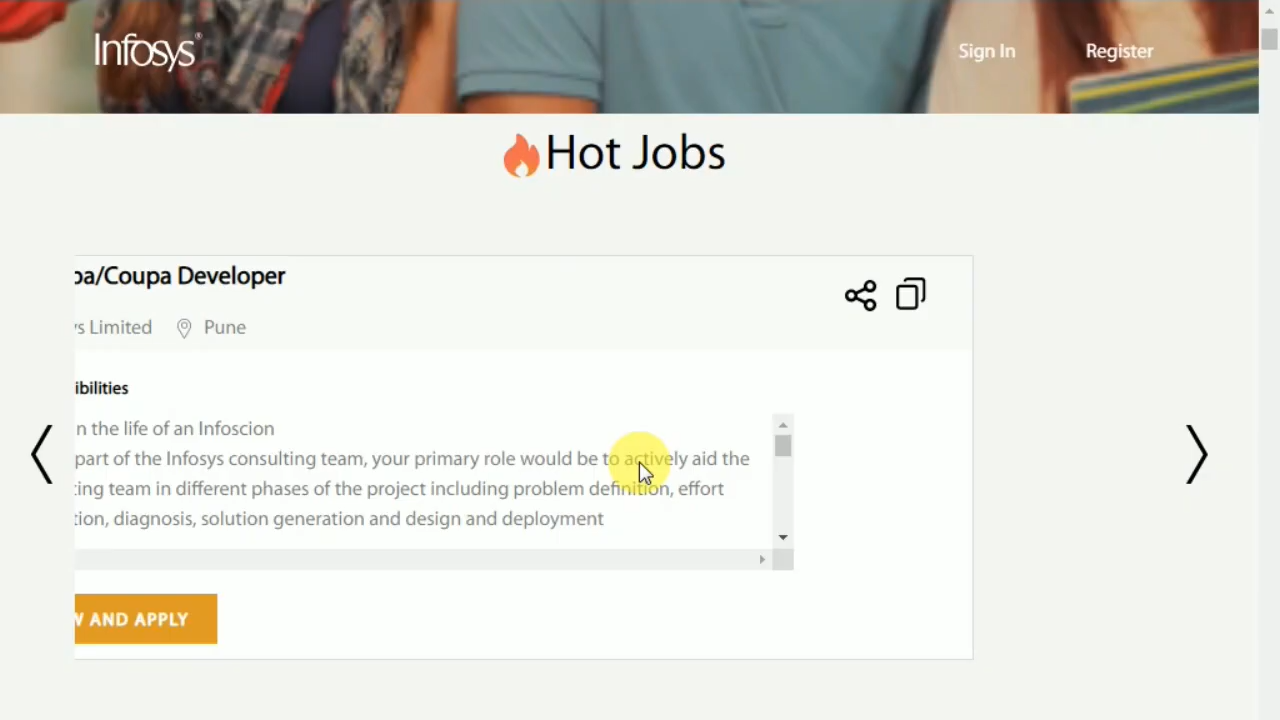 Infosys
Sign In
Register
Hot Jobs
pa/Coupa Developer
ys Limited
Pune
ibilities
n the life of an Infoscion
part of the Infosys consulting team, your primary role would be to actively aid the
ting team in different phases of the project including problem definition, effort
tion, diagnosis, solution generation and design and deployment
W AND APPLY